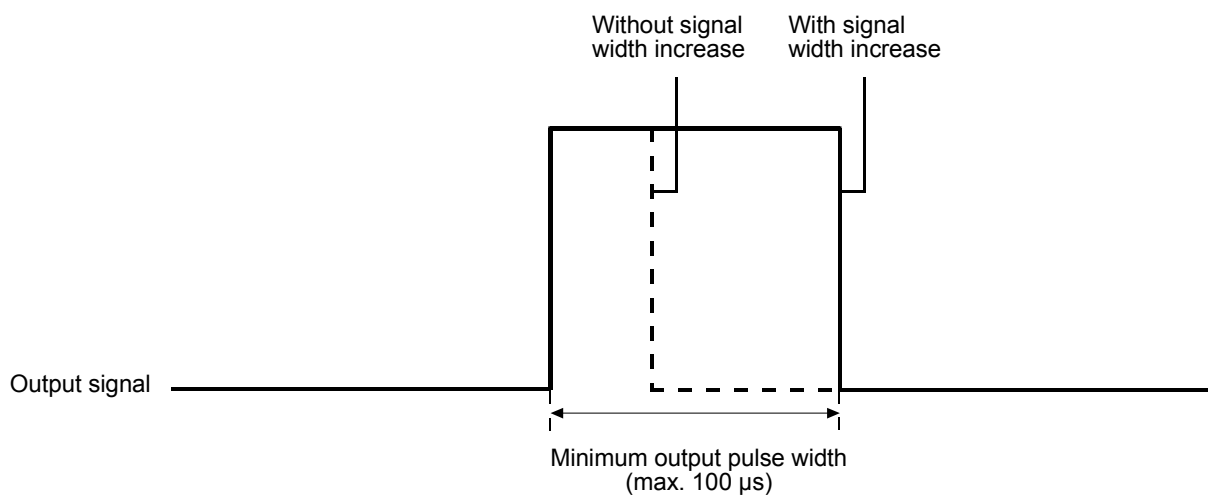 Without signal
width increase
With signal
width increase
Output signal
Minimum output pulse width
(max. 100 µs)